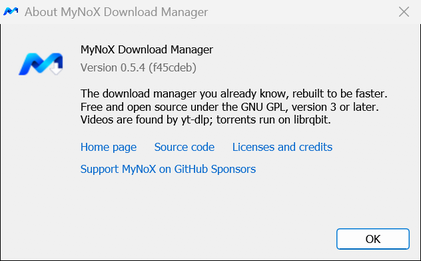 About MyNoX Download Manager
MyNoX Download Manager
Version 0.5.4 (f45cdeb)
The download manager you already know, rebuilt to be faster.
Free and open source under the GNU GPL, version 3 or later.
Videos are found by yt-dlp; torrents run on librqbit.
Home page Source code Licenses and credits
Support MyNoX on GitHub Sponsors
OK